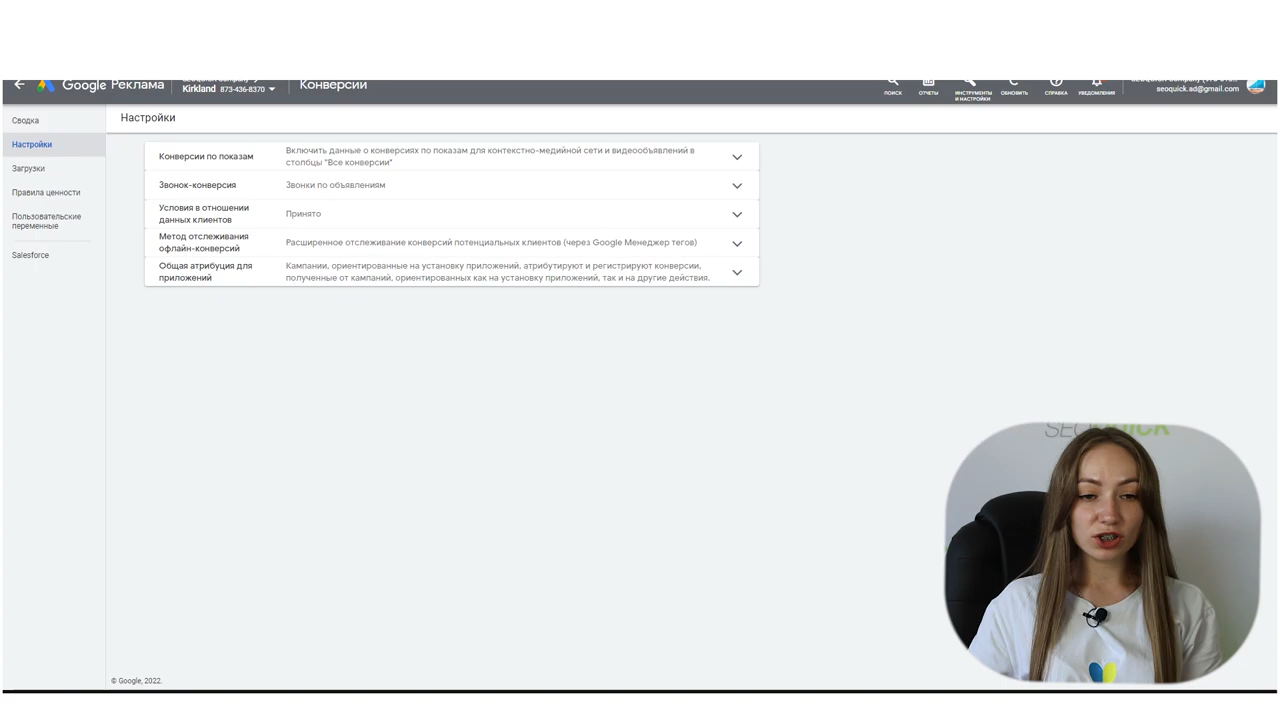 Google Реклама
Kirkland 873-436-8370
Конверсии
ПОИСК
ОТЧЕТЫ
ИНСТРУМЕНТЫ
И НАСТРОЙКИ
ОБНОВИТЬ
СПРАВКА
УВЕДОМЛЕНИЯ
seoquick.ad@gmail.com
Сводка
Настройки
Загрузки
Правила ценности
Пользовательские
переменные
Salesforce
Настройки
Конверсии по показам
Включить данные о конверсиях по показам для контекстно-медийной сети и видеообъявлений в
столбцы "Все конверсии"
Звонок-конверсия
Звонки по объявлениям
Условия в отношении
данных клиентов
Принято
Метод отслеживания
офлайн-конверсий
Расширенное отслеживание конверсий потенциальных клиентов (через Google Менеджер тегов)
Общая атрибуция для
приложений
Кампании, ориентированные на установку приложений, атрибутируют и регистрируют конверсии,
полученные от кампаний, ориентированных как на установку приложений, так и на другие действия.
SEOQUICK
© Google, 2022.